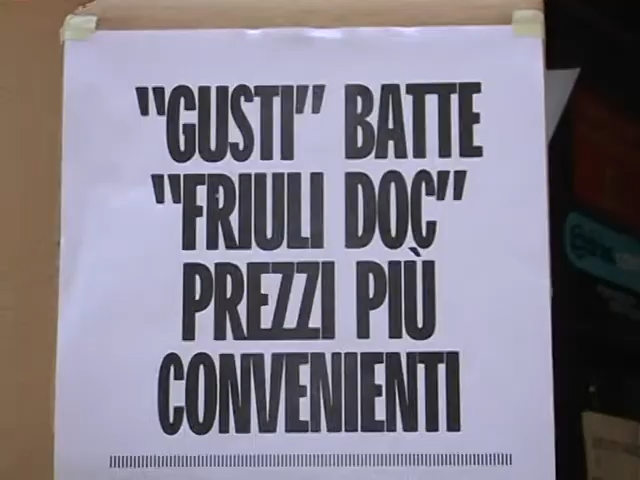 "GUSTI" BATTE
"FRIULI DOC"
PREZZI PIÙ
CONVENIENTI